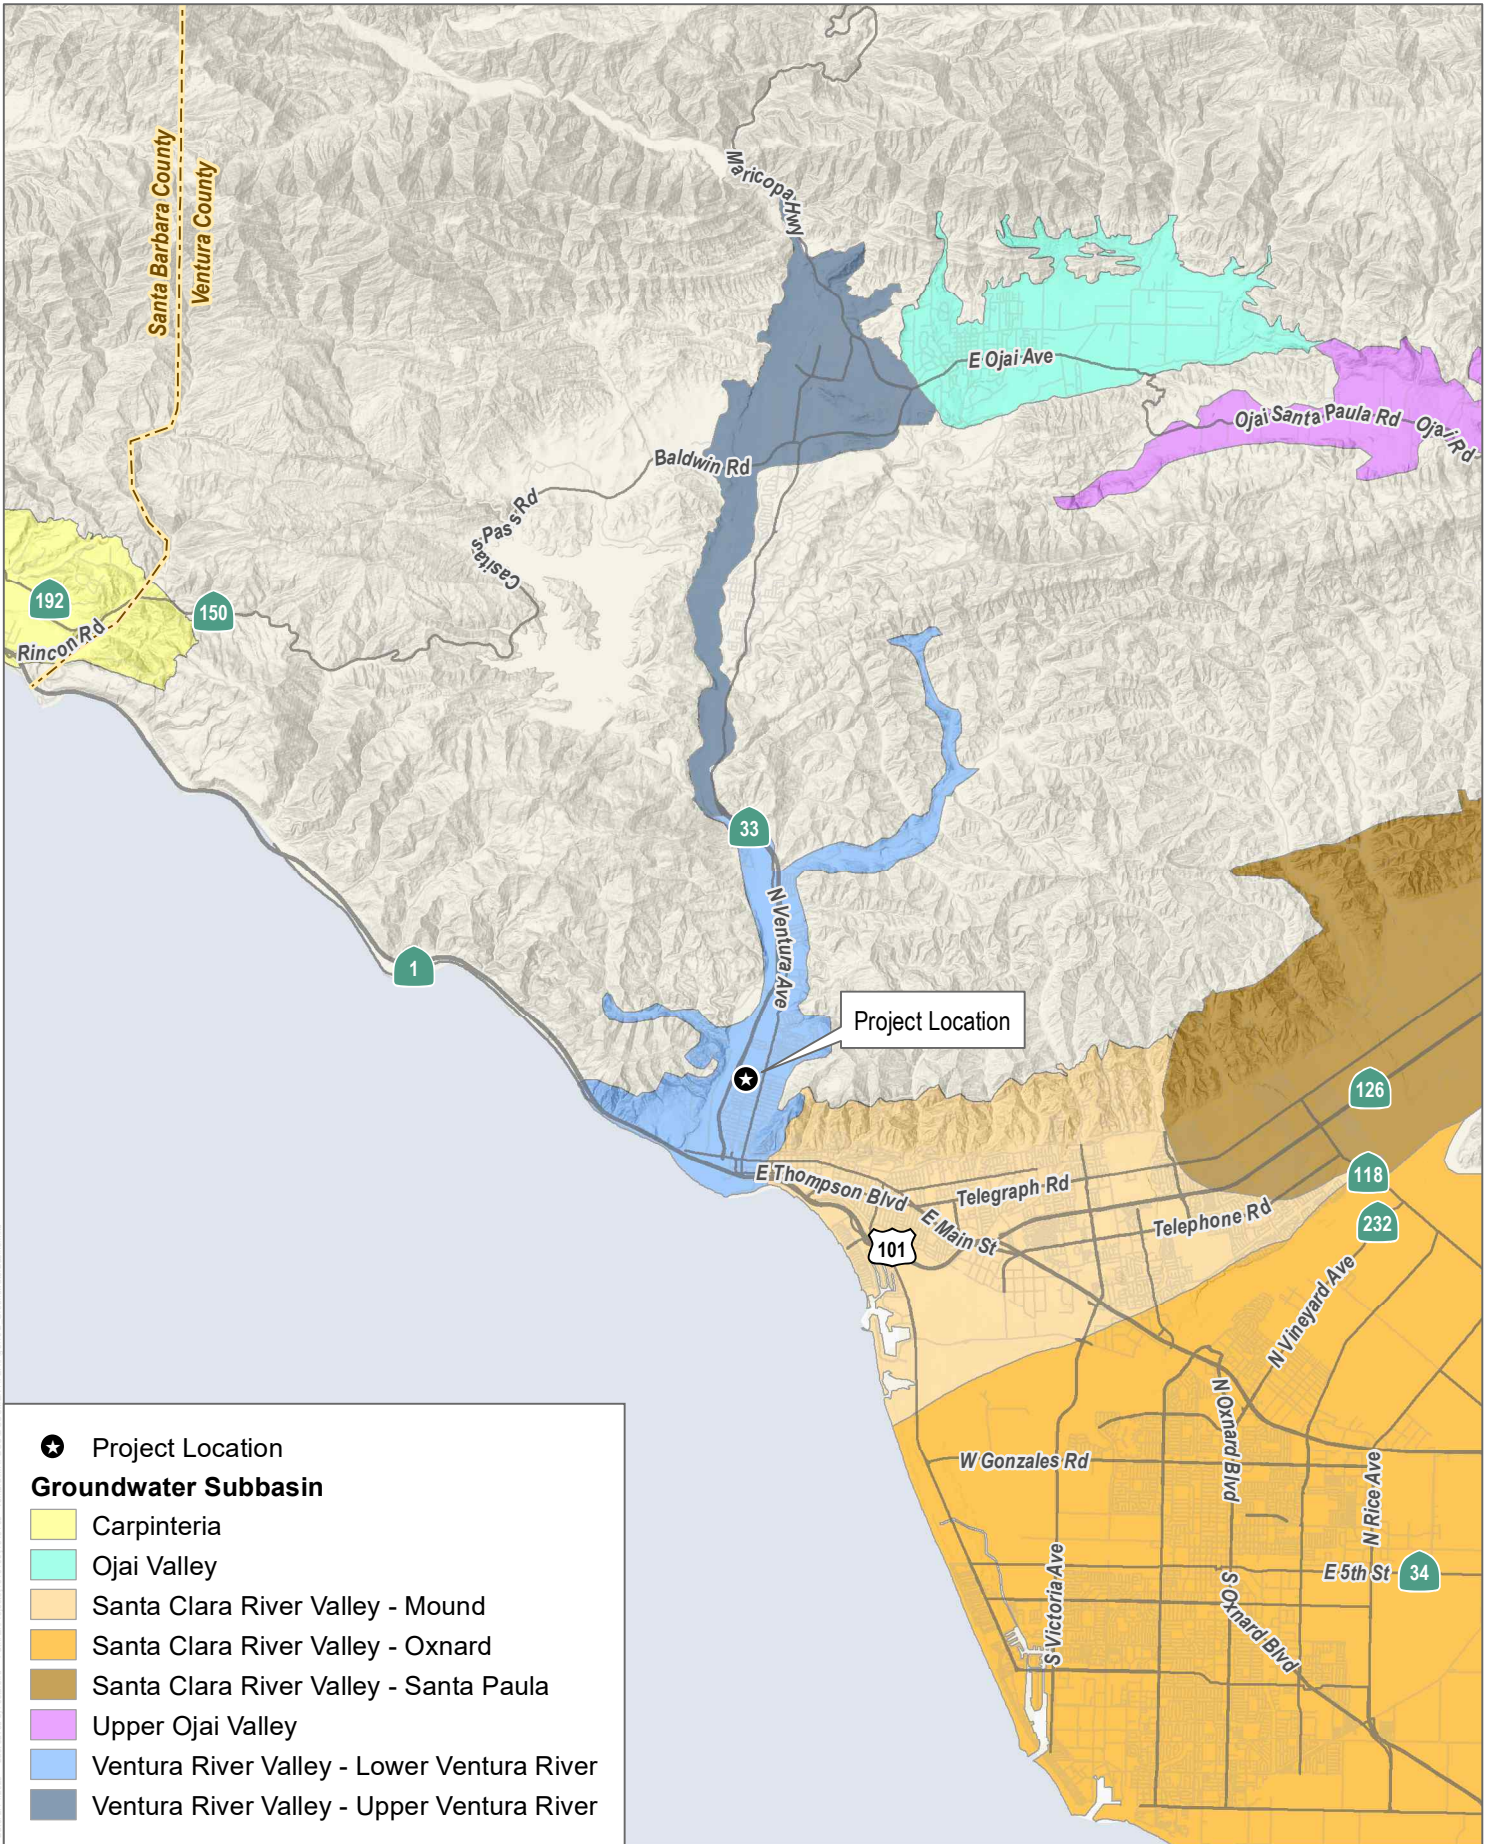 Santa Barbara County
Ventura County
Maricopa Hwy
E Ojai Ave
Ojai Santa Paula Rd
Ojai Rd
Baldwin Rd
Casitas Pass Rd
192
150
Rincon Rd
33
N Ventura Ave
1
Project Location
126
118
232
E Thompson Blvd
Telegraph Rd
E Main St
Telephone Rd
101
N Vineyard Ave
N Oxnard Blvd
W Gonzales Rd
N Rice Ave
S Victoria Ave
E 5th St
34
S Oxnard Blvd
Project Location
Groundwater Subbasin
Carpinteria
Ojai Valley
Santa Clara River Valley - Mound
Santa Clara River Valley - Oxnard
Santa Clara River Valley - Santa Paula
Upper Ojai Valley
Ventura River Valley - Lower Ventura River
Ventura River Valley - Upper Ventura River